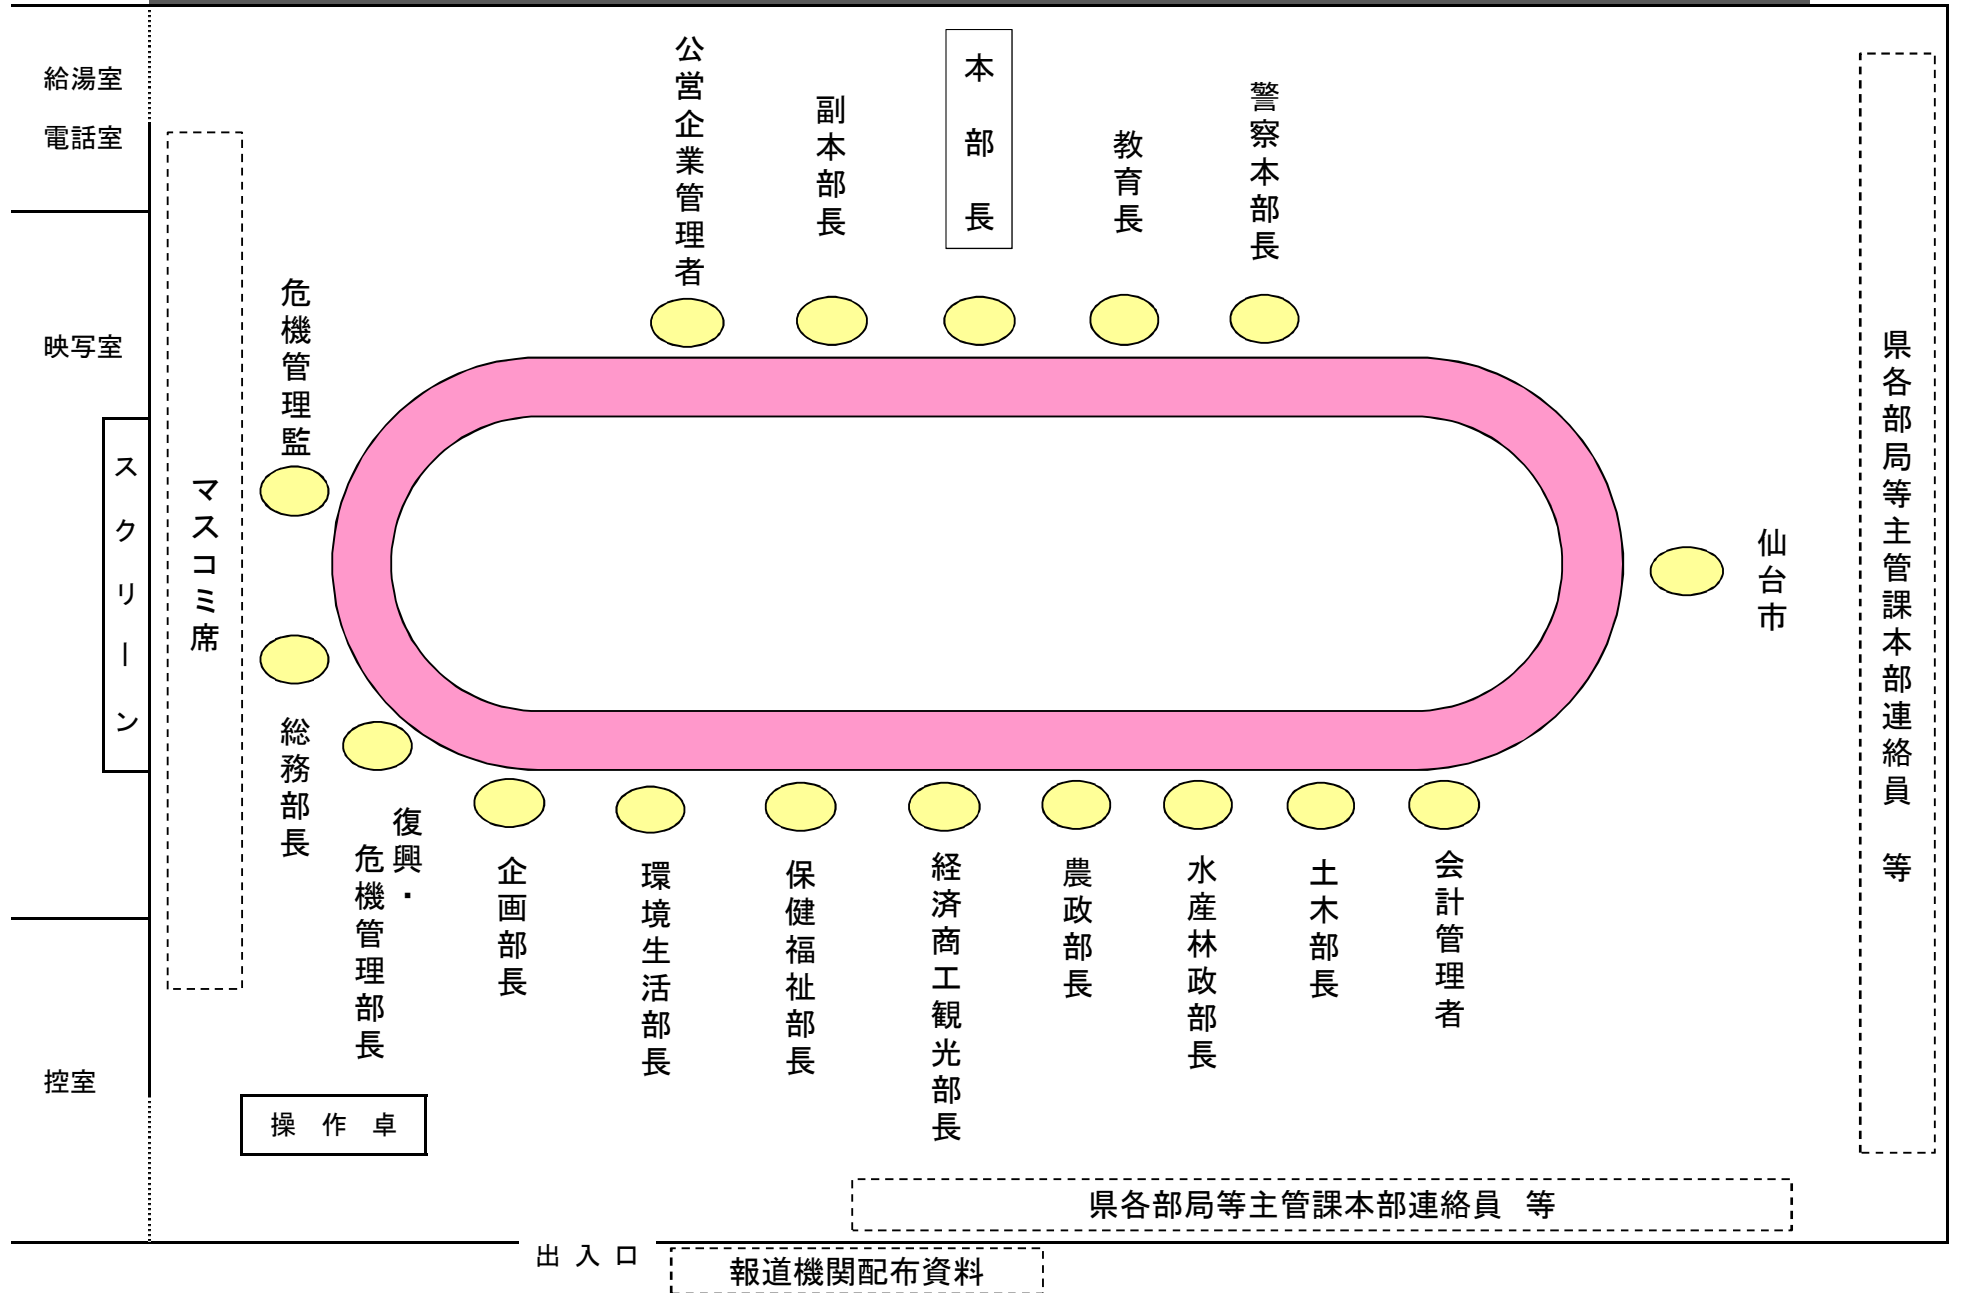 給湯室
電話室
映写室
スクリーン
控室
マスコミ席
公営企業管理者
副本部長
本部長
教育長
警察本部長
危機管理監
総務部長
復興・
危機管理部長
企画部長
環境生活部長
保健福祉部長
経済商工観光部長
農政部長
水産林政部長
土木部長
会計管理者
仙台市
県各部局等主管課本部連絡員 等
操 作 卓
県各部局等主管課本部連絡員 等
出 入 口
報道機関配布資料